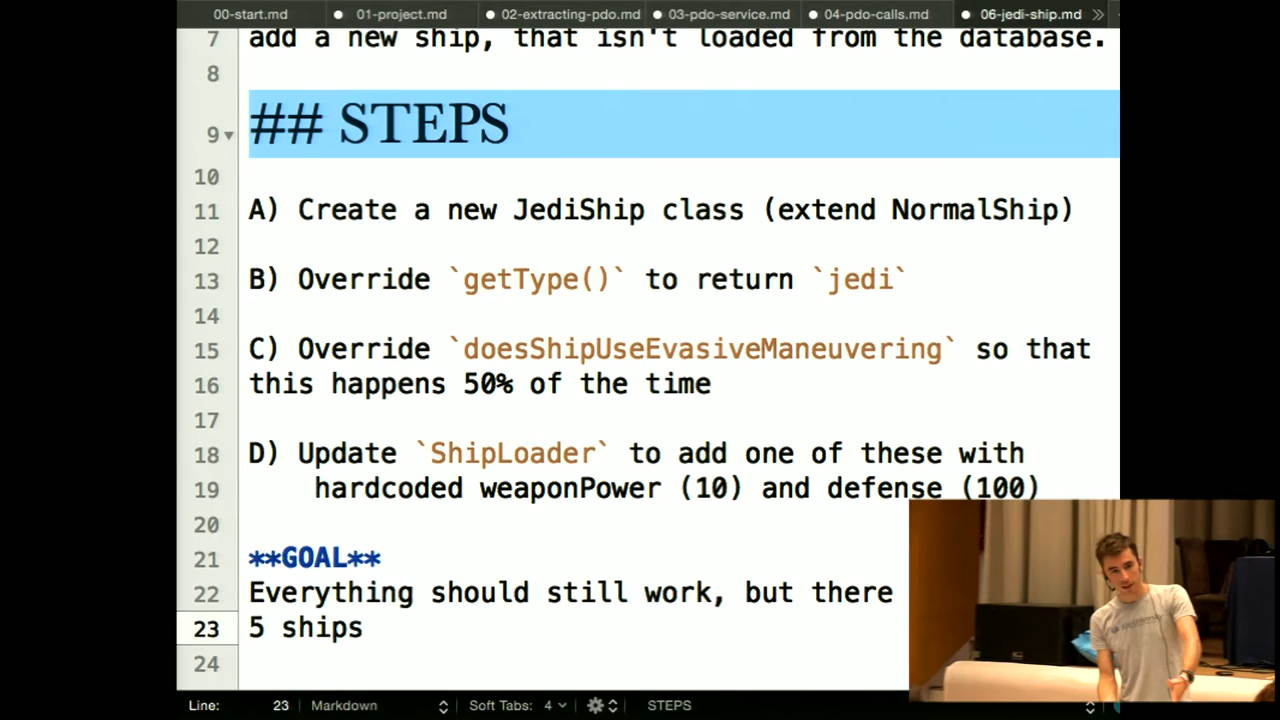 00-start.md 01-project.md 02-extracting-pdo.md 03-pdo-service.md 04-pdo-calls.md 06-jedi-ship.md
7 add a new ship, that isn't loaded from the database.
8
9 ## STEPS
10
11 A) Create a new JediShip class (extend NormalShip)
12
13 B) Override `getType()` to return `jedi`
14
15 C) Override `doesShipUseEvasiveManeuvering` so that
16 this happens 50% of the time
17
18 D) Update `ShipLoader` to add one of these with
19 hardcoded weaponPower (10) and defense (100)
20
21 **GOAL**
22 Everything should still work, but there
23 5 ships
24
Line: 23 Markdown Soft Tabs: 4 STEPS